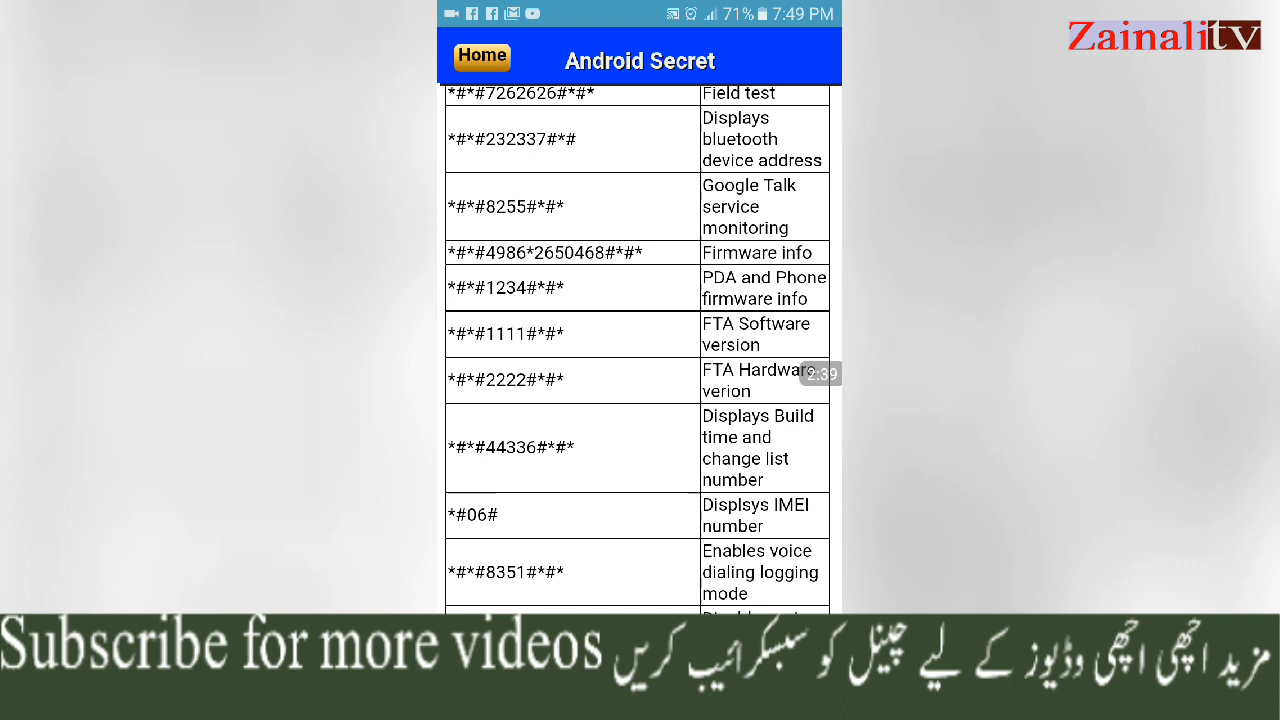 71% 7:49 PM
Zainalitv
Home
Android Secret
*#*#7262626#*#*
Field test
*#*#232337#*#
Displays
bluetooth
device address
*#*#8255#*#*
Google Talk
service
monitoring
*#*#4986*2650468#*#*
Firmware info
*#*#1234#*#*
PDA and Phone
firmware info
*#*#1111#*#*
FTA Software
version
*#*#2222#*#*
FTA Hardware
verion
2:39
*#*#44336#*#*
Displays Build
time and
change list
number
*#06#
Displsys IMEI
number
*#*#8351#*#*
Enables voice
dialing logging
mode
Subscribe for more videos مزید اچھی اچھی وڈیوز کے لیے چینل کو سبسکرائیب کریں